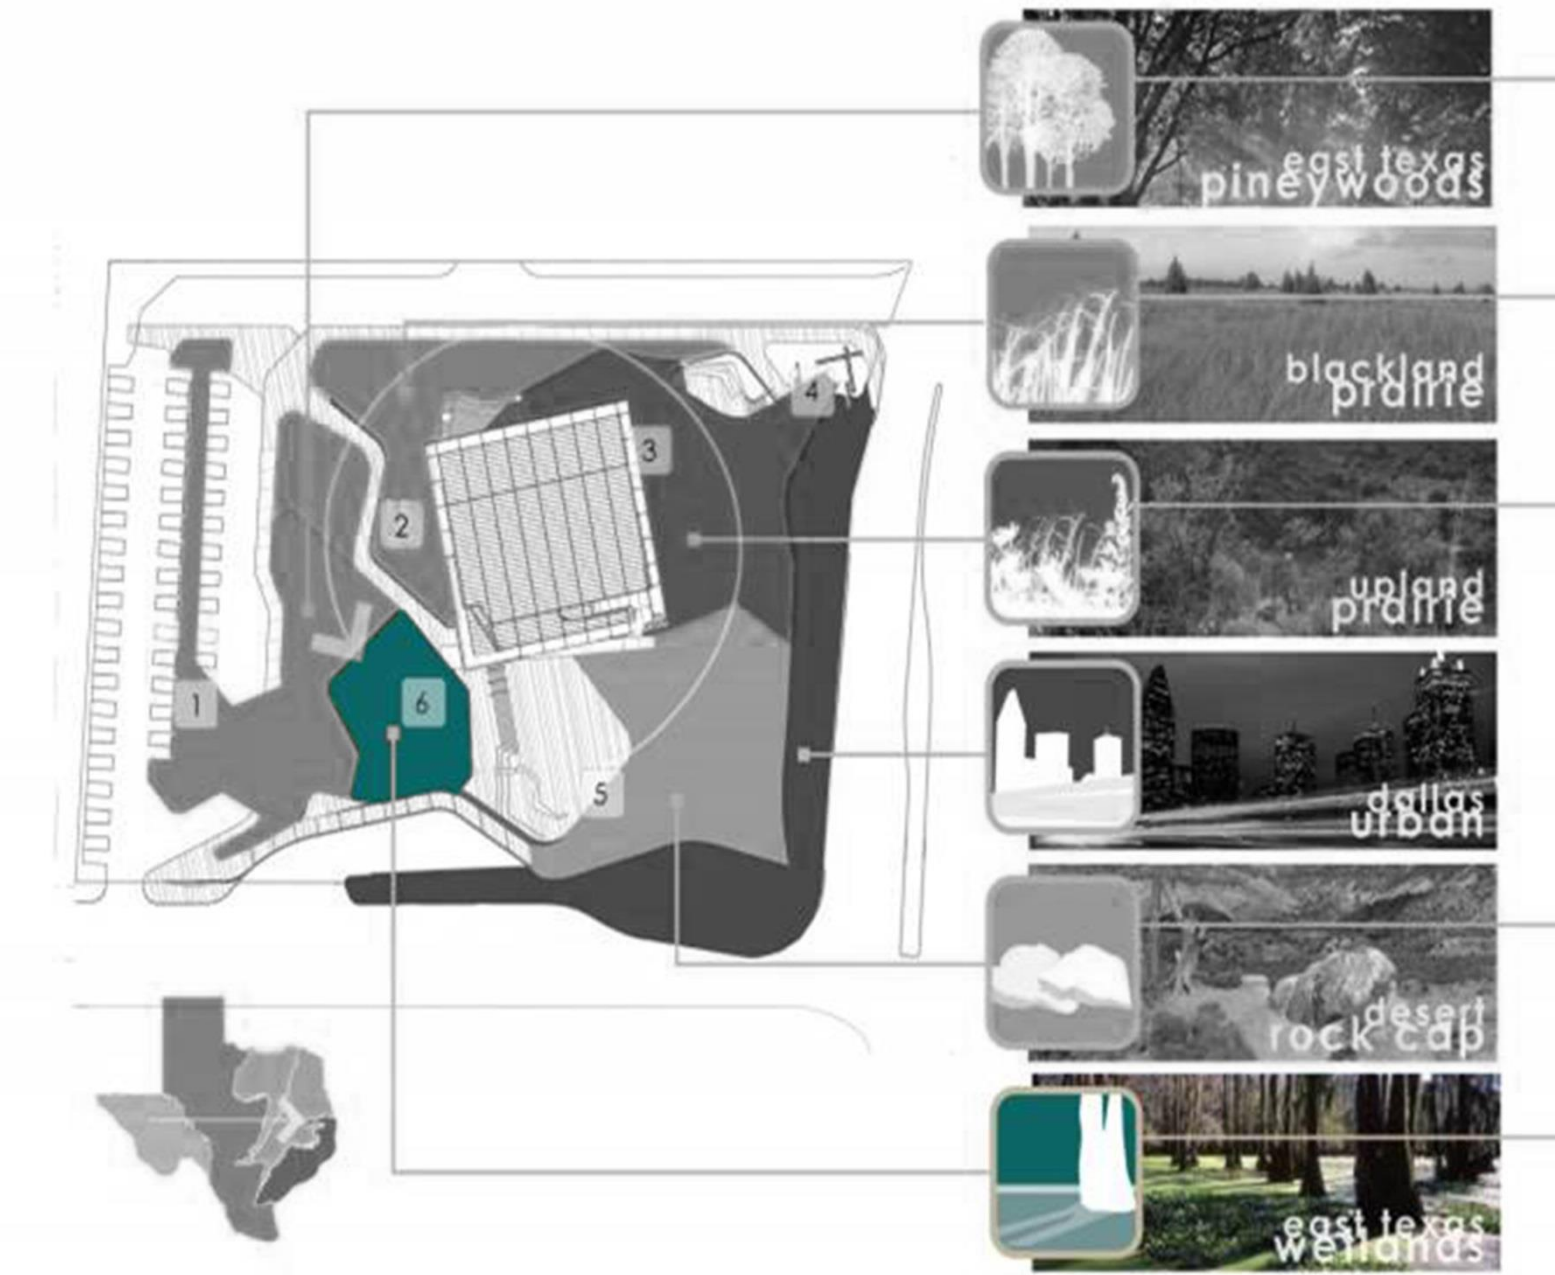 east texas
pineywoods
blackland
prairie
3
4
2
upland
prairie
1
6
5
dallas
urban
desert
rock cap
east texas
wetlands